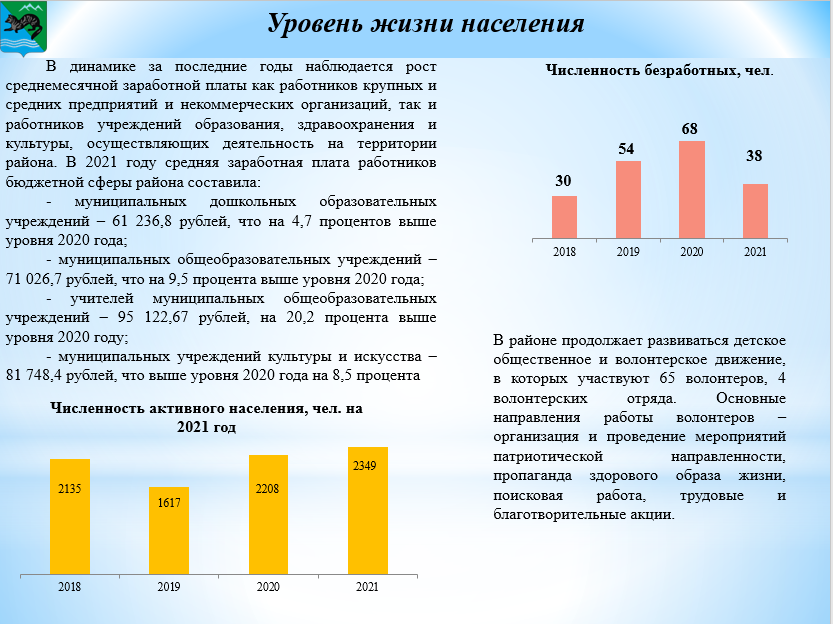 Уровень жизни населения
В динамике за последние годы наблюдается рост
среднемесячной заработной платы как работников крупных и
средних предприятий и некоммерческих организаций, так и
работников учреждений образования, здравоохранения и
культуры, осуществляющих деятельность на территории
района. В 2021 году средняя заработная плата работников
бюджетной сферы района составила:
- муниципальных дошкольных образовательных
учреждений – 61 236,8 рублей, что на 4,7 процентов выше
уровня 2020 года;
- муниципальных общеобразовательных учреждений –
71 026,7 рублей, что на 9,5 процента выше уровня 2020 года;
- учителей муниципальных общеобразовательных
учреждений – 95 122,67 рублей, на 20,2 процента выше
уровня 2020 году;
- муниципальных учреждений культуры и искусства –
81 748,4 рублей, что выше уровня 2020 года на 8,5 процента
Численность активного населения, чел. на
2021 год
2135
1617
2208
2349
2018
2019
2020
2021
Численность безработных, чел.
30
54
68
38
2018
2019
2020
2021
В районе продолжает развиваться детское
общественное и волонтерское движение,
в которых участвуют 65 волонтеров, 4
волонтерских отряда. Основные
направления работы волонтеров –
организация и проведение мероприятий
патриотической направленности,
пропаганда здорового образа жизни,
поисковая работа, трудовые и
благотворительные акции.